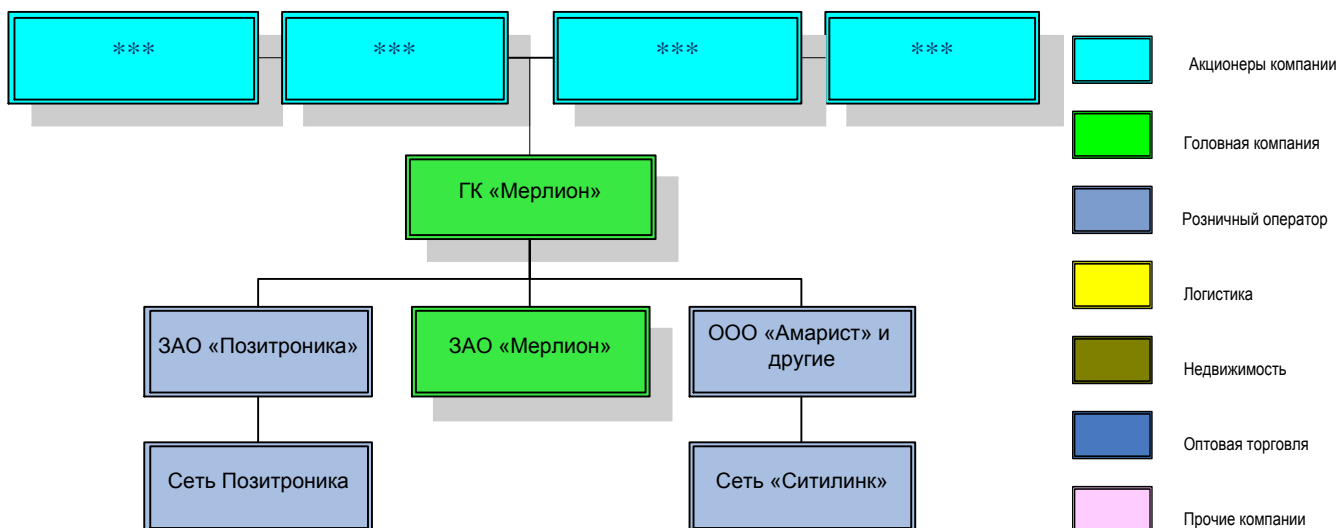 ***
***
***
***
ГК «Мерлион»
ЗАО «Позитроника»
ЗАО «Мерлион»
ООО «Амарист» и
другие
Сеть Позитроника
Сеть «Ситилинк»
Акционеры компании
Головная компания
Розничный оператор
Логистика
Недвижимость
Оптовая торговля
Прочие компании